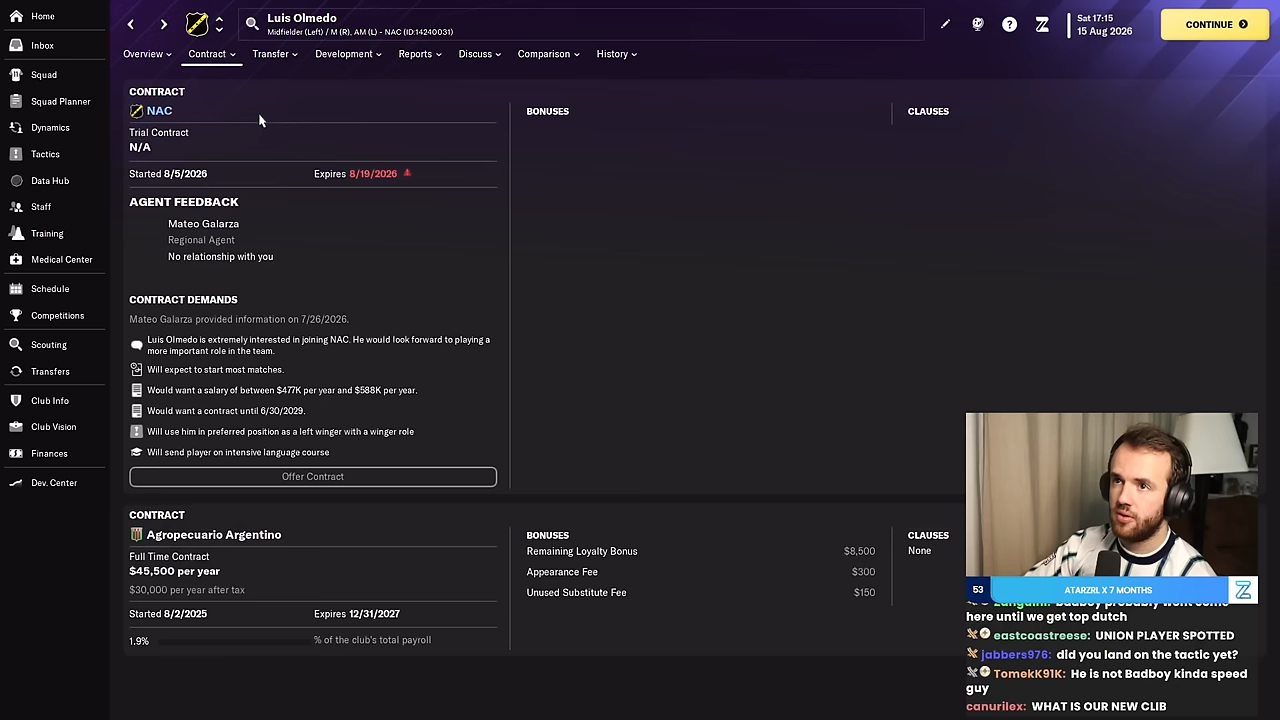 Home
Inbox
Squad
Squad Planner
Dynamics
Tactics
Data Hub
Staff
Training
Medical Center
Schedule
Competitions
Scouting
Transfers
Club Info
Club Vision
Finances
Dev. Center
Luis Olmedo
Midfielder (Left) / M (R), AM (L) - NAC (ID:14240031)
Sat 17:15
15 Aug 2026
CONTINUE
Overview
Contract
Transfer
Development
Reports
Discuss
Comparison
History
CONTRACT
NAC
Trial Contract
N/A
Started 8/5/2026
Expires 8/19/2026
BONUSES
CLAUSES
AGENT FEEDBACK
Mateo Galarza
Regional Agent
No relationship with you
CONTRACT DEMANDS
Mateo Galarza provided information on 7/26/2026.
Luis Olmedo is extremely interested in joining NAC. He would look forward to playing a
more important role in the team.
Will expect to start most matches.
Would want a salary of between $477K per year and $588K per year.
Would want a contract until 6/30/2029.
Will use him in preferred position as a left winger with a winger role
Will send player on intensive language course
Offer Contract
CONTRACT
Agropecuario Argentino
Full Time Contract
$45,500 per year
$30,000 per year after tax
Started 8/2/2025
Expires 12/31/2027
1.9%
% of the club's total payroll
BONUSES
Remaining Loyalty Bonus $8,500
Appearance Fee $300
Unused Substitute Fee $150
CLAUSES
None
53
ATARZRL X 7 MONTHS
here until we get top dutch
eastcoastreese: UNION PLAYER SPOTTED
jabbers976: did you land on the tactic yet?
TomekK91K: He is not Badboy kinda speed
guy
canurilex: WHAT IS OUR NEW CLIB